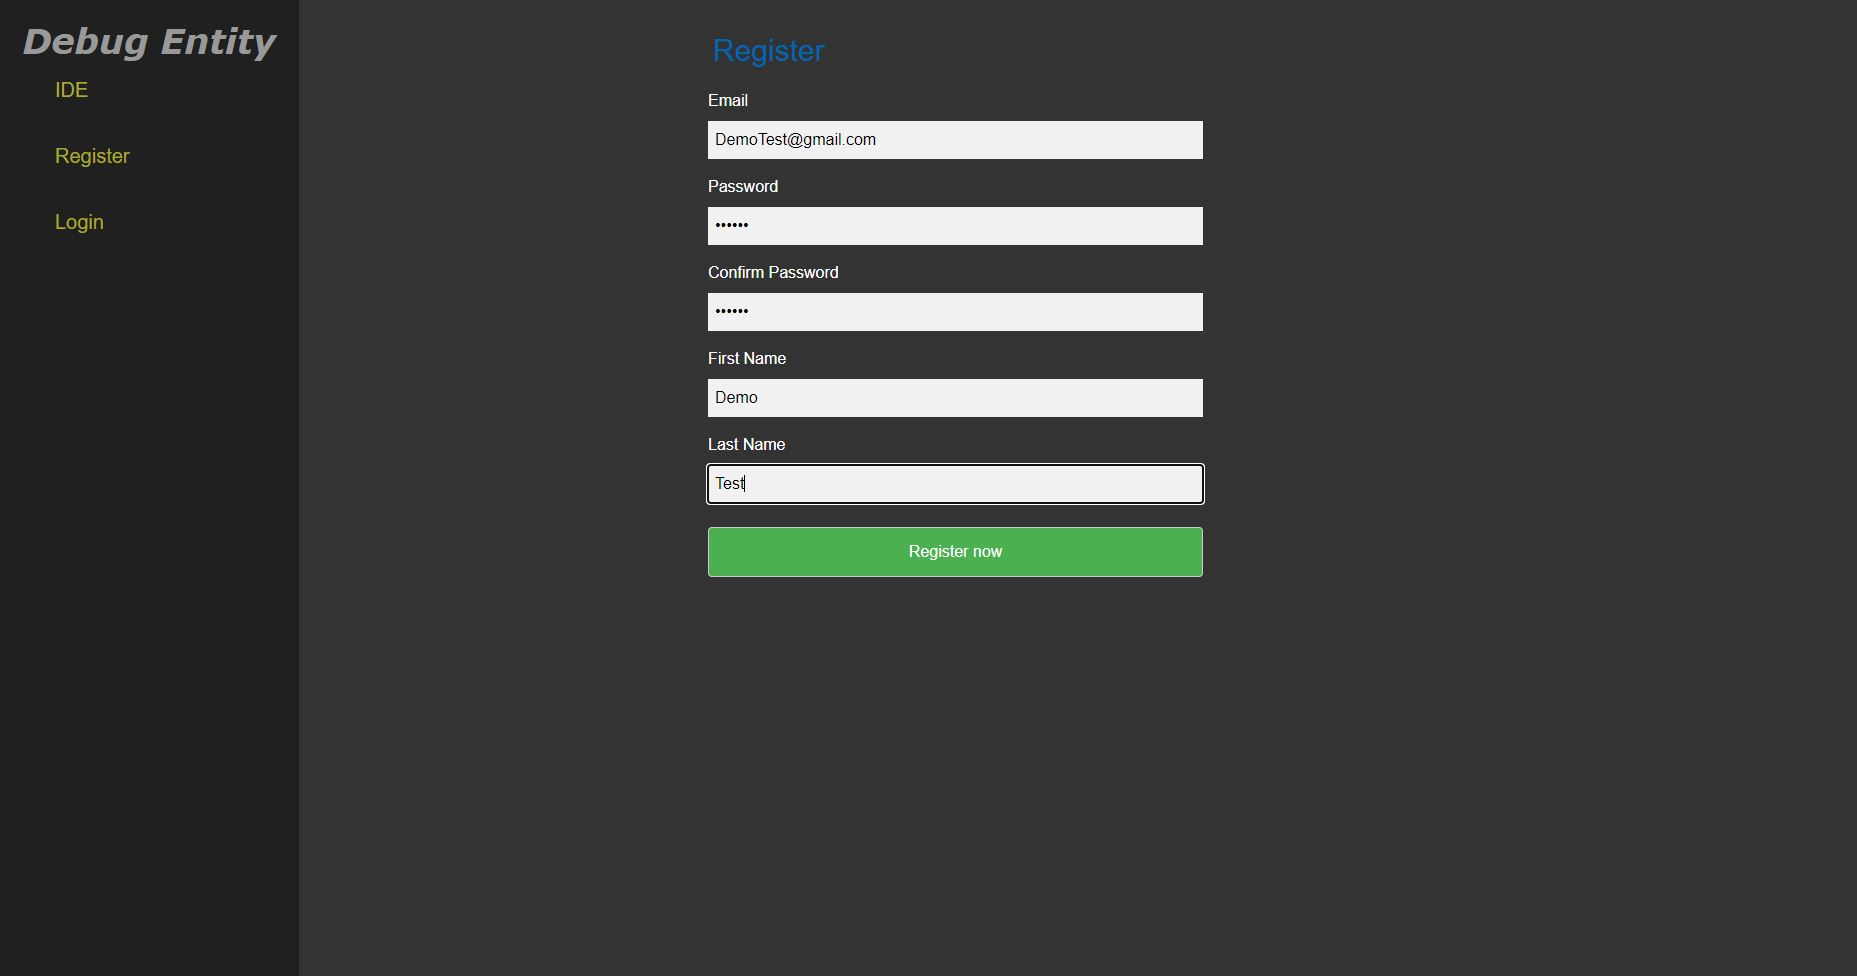 Debug Entity
IDE
Register
Login
Register
Email
DemoTest@gmail.com
Password
••••••
Confirm Password
••••••
First Name
Demo
Last Name
Test
Register now